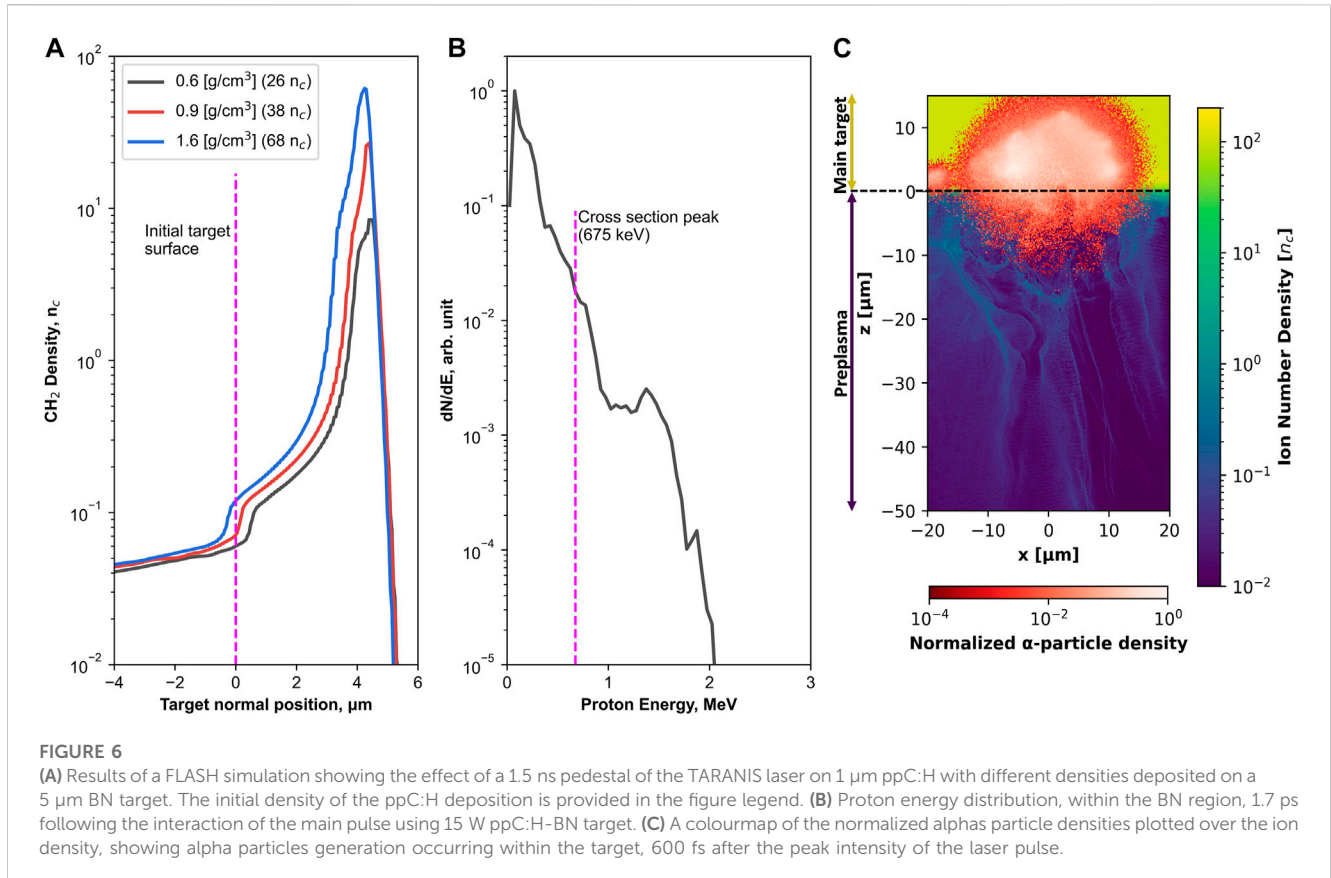 A
B
C
10²
10¹
10⁰
10⁻¹
10⁻²
CH₂ Density, n_c
0.6 [g/cm³] (26 n_c)
0.9 [g/cm³] (38 n_c)
1.6 [g/cm³] (68 n_c)
Initial target
surface
−4
−2
0
2
4
6
Target normal position, μm
10⁰
10⁻¹
10⁻²
10⁻³
10⁻⁴
10⁻⁵
dN/dE, arb. unit
Cross section peak
(675 keV)
0
1
2
3
Proton Energy, MeV
Main target
Preplasma
z [μm]
10
0
−10
−20
−30
−40
−50
−20
−10
0
10
20
x [μm]
10²
10¹
10⁰
10⁻¹
10⁻²
Ion Number Density [n_c]
10⁻⁴
10⁻²
10⁰
Normalized α-particle density
FIGURE 6
(A) Results of a FLASH simulation showing the effect of a 1.5 ns pedestal of the TARANIS laser on 1 μm ppC:H with different densities deposited on a
5 μm BN target. The initial density of the ppC:H deposition is provided in the figure legend. (B) Proton energy distribution, within the BN region, 1.7 ps
following the interaction of the main pulse using 15 W ppC:H-BN target. (C) A colourmap of the normalized alphas particle densities plotted over the ion
density, showing alpha particles generation occurring within the target, 600 fs after the peak intensity of the laser pulse.